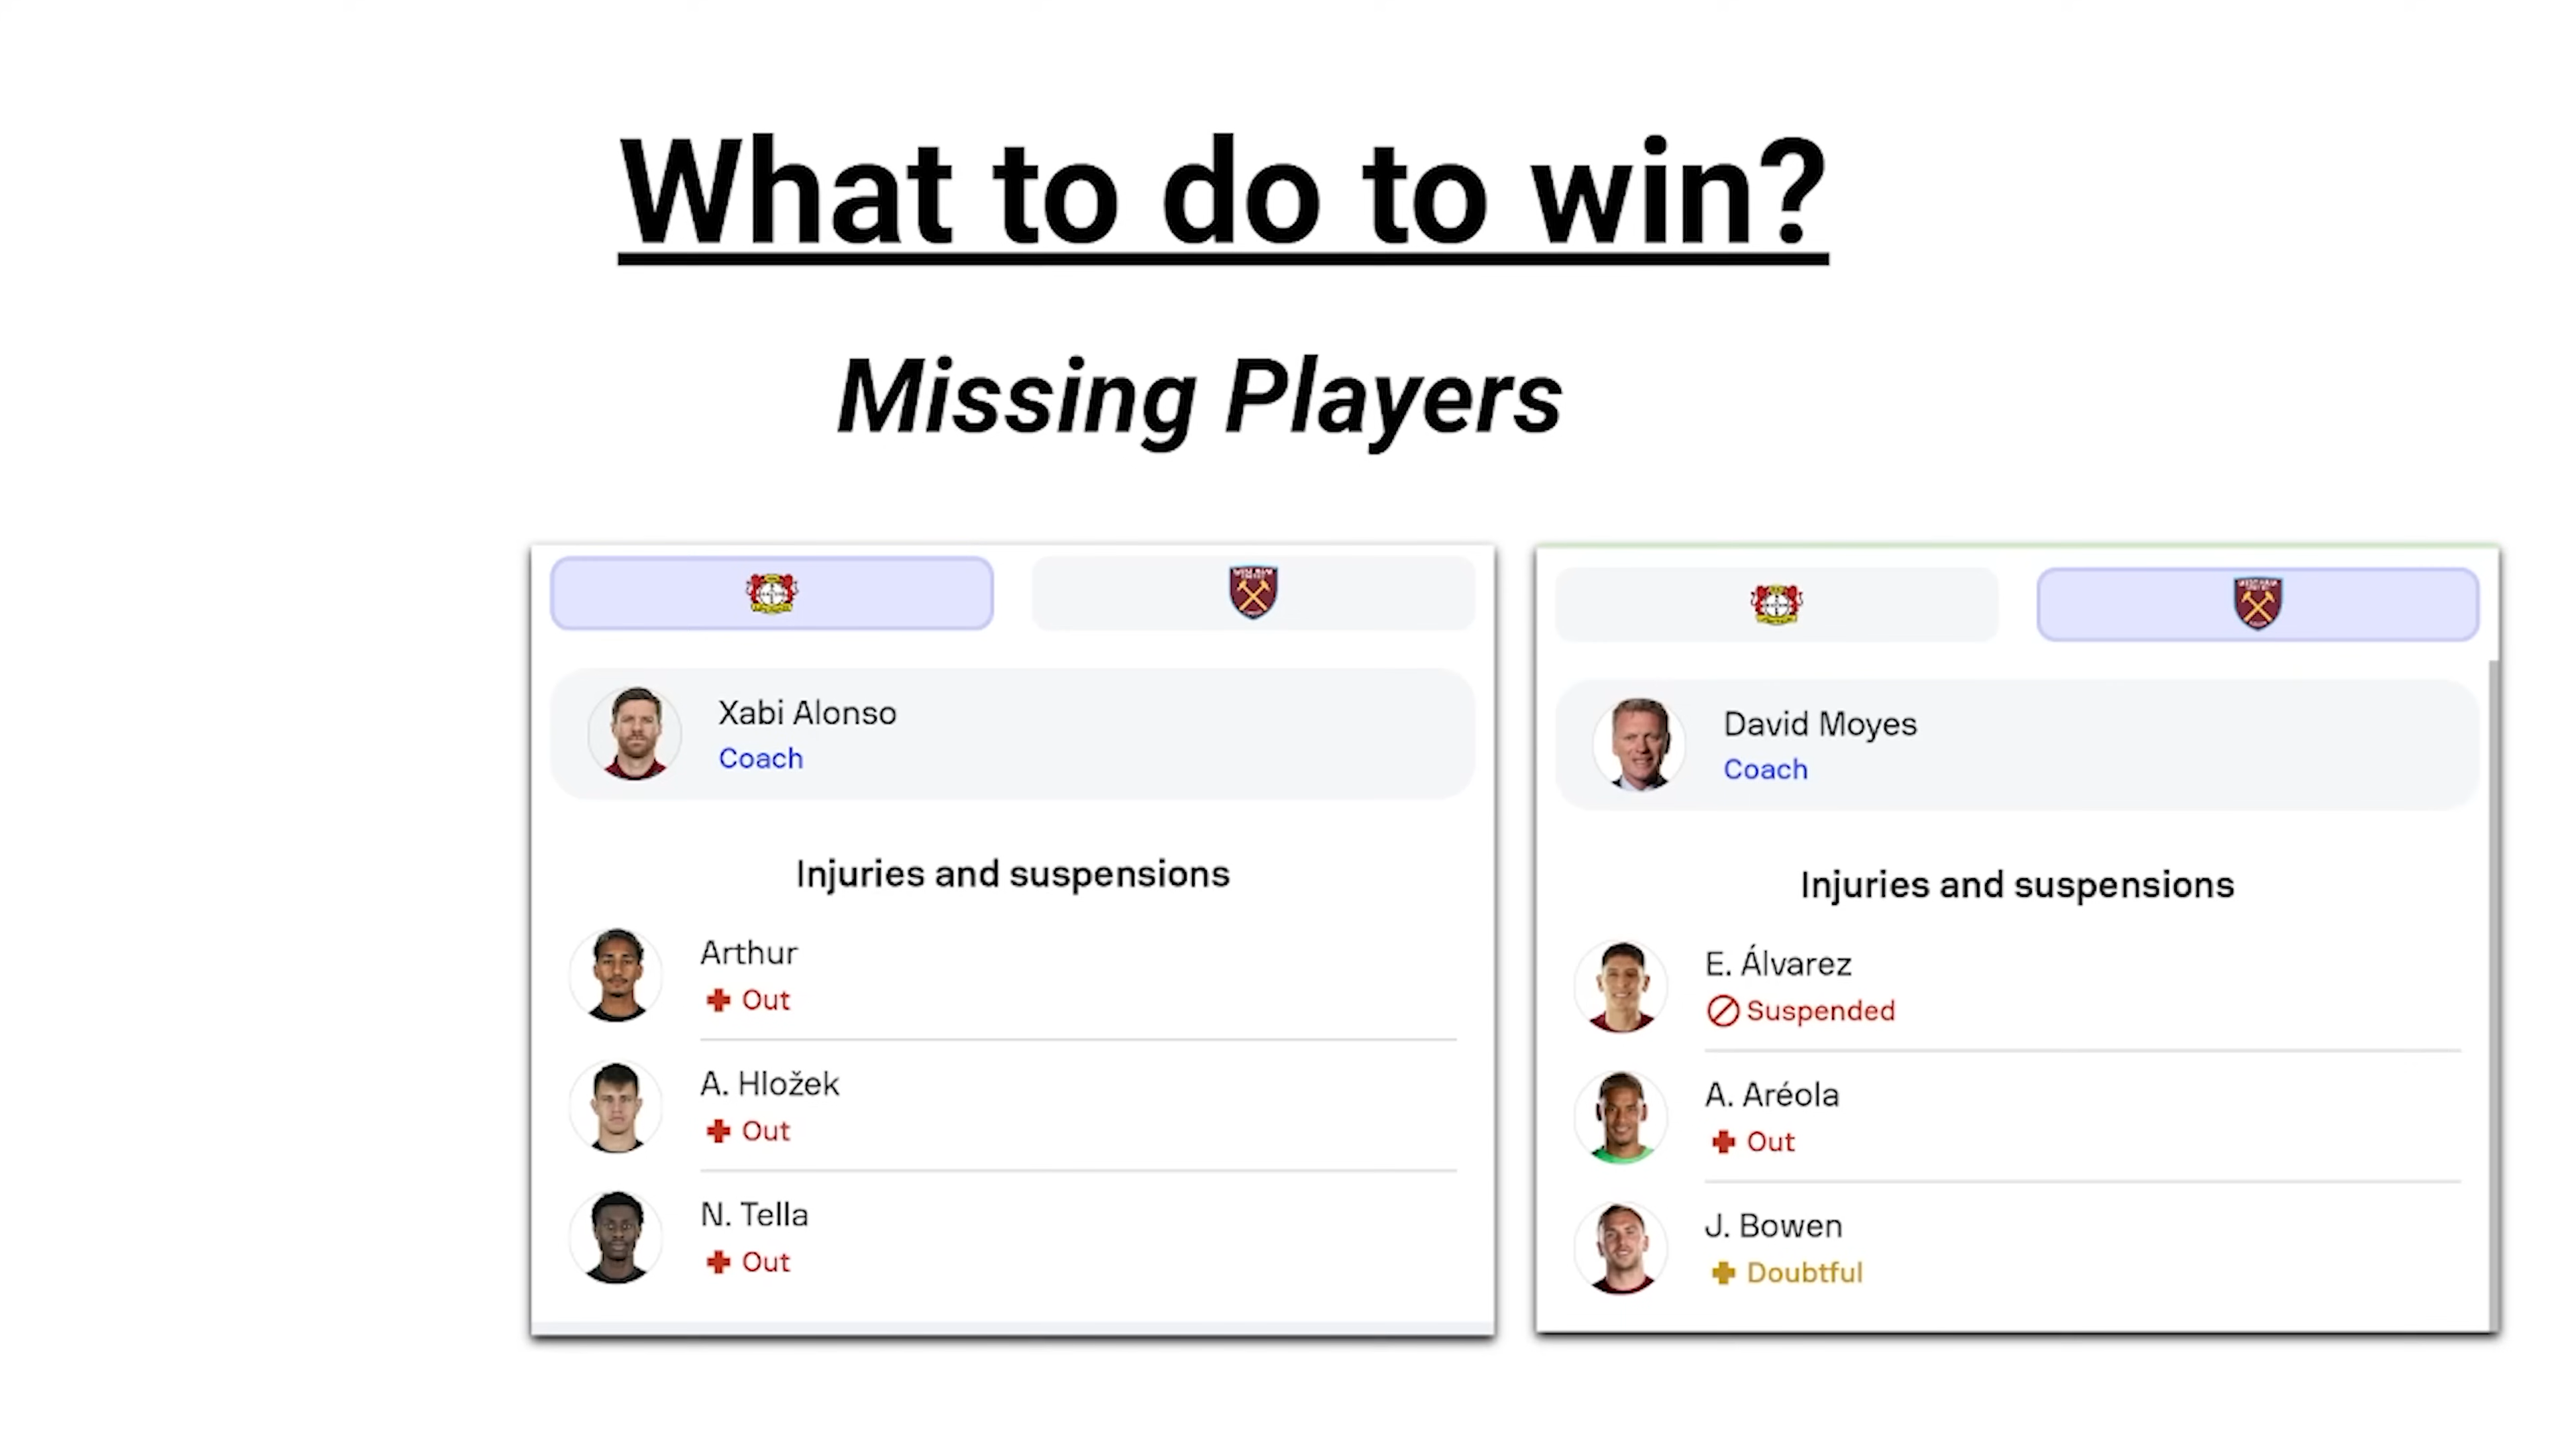 What to do to win?
Missing Players
Xabi Alonso
Coach
Injuries and suspensions
Arthur
Out
A. Hložek
Out
N. Tella
Out
David Moyes
Coach
Injuries and suspensions
E. Álvarez
Suspended
A. Aréola
Out
J. Bowen
Doubtful